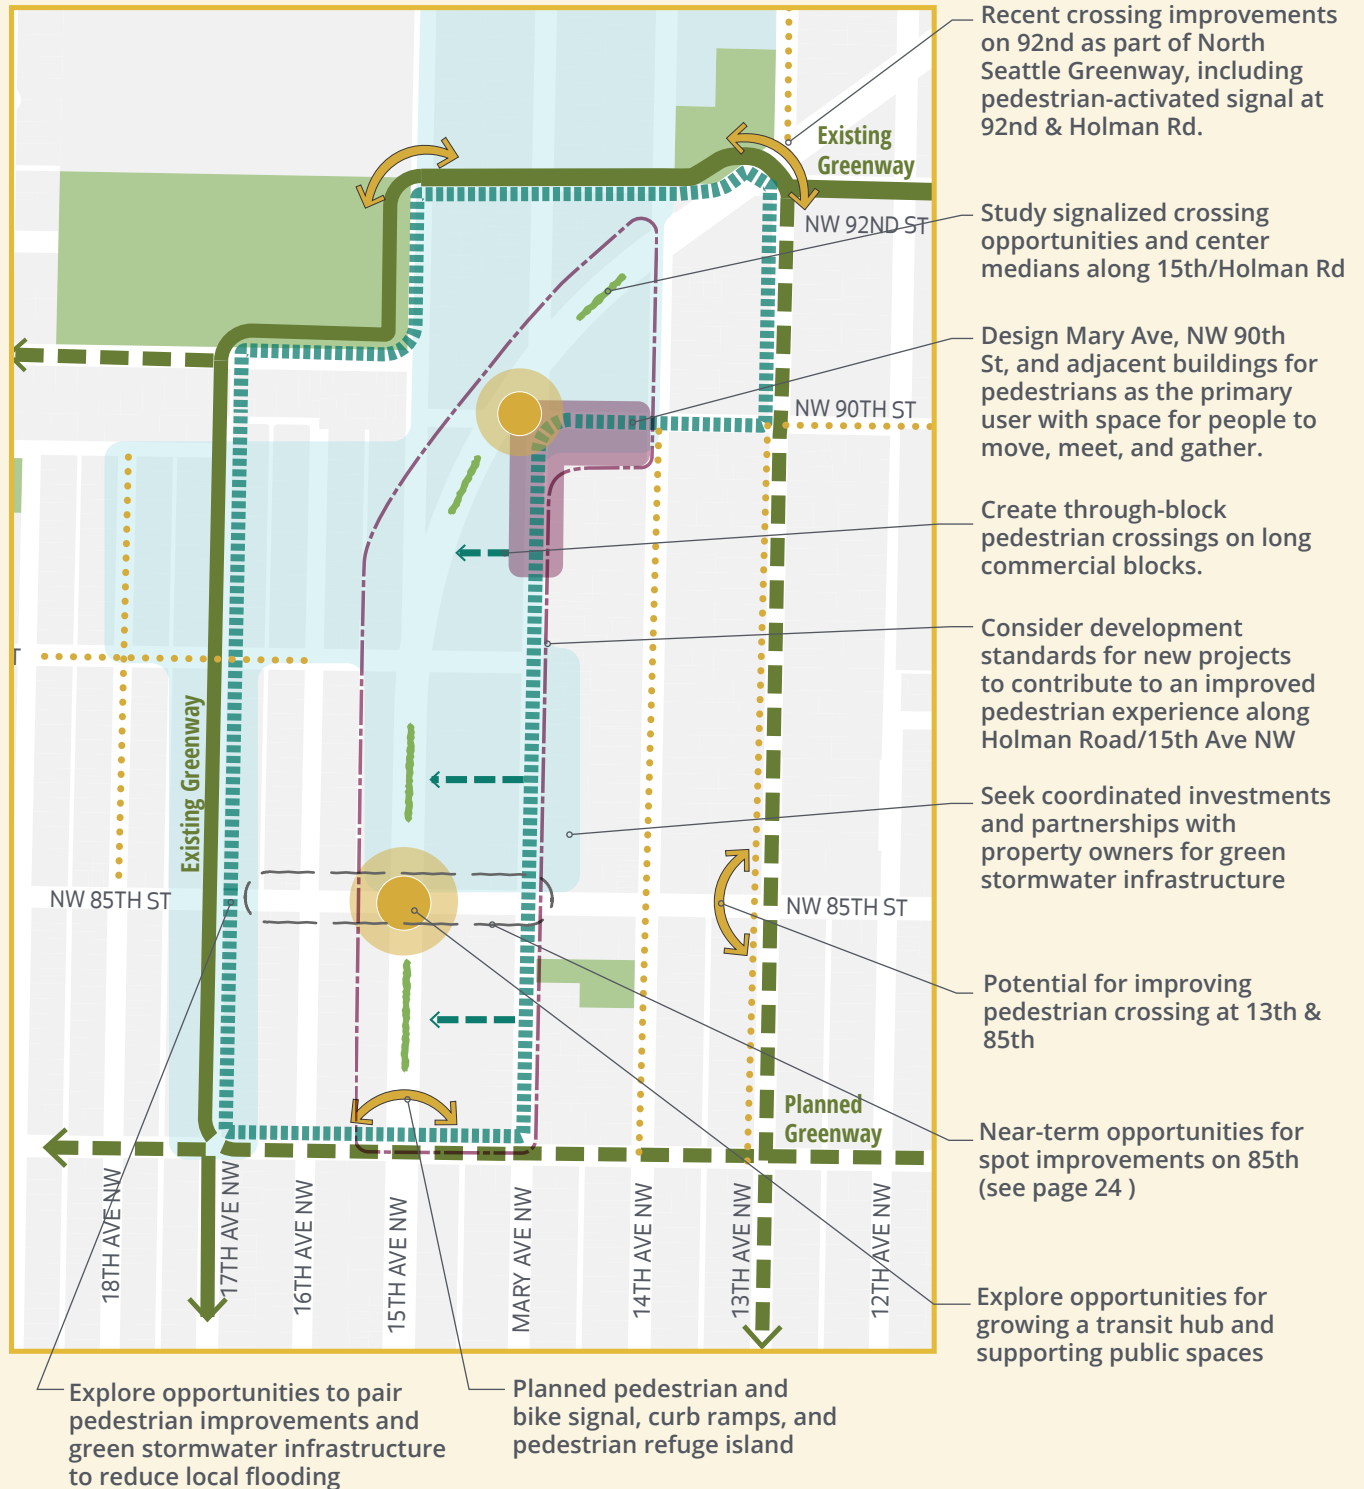 Recent crossing improvements
on 92nd as part of North
Seattle Greenway, including
pedestrian-activated signal at
92nd & Holman Rd.
Existing
Greenway
NW 92ND ST
Study signalized crossing
opportunities and center
medians along 15th/Holman Rd
Design Mary Ave, NW 90th
St, and adjacent buildings for
pedestrians as the primary
user with space for people to
move, meet, and gather.
NW 90TH ST
Create through-block
pedestrian crossings on long
commercial blocks.
Consider development
standards for new projects
to contribute to an improved
pedestrian experience along
Holman Road/15th Ave NW
T
Existing Greenway
Seek coordinated investments
and partnerships with
property owners for green
stormwater infrastructure
NW 85TH ST
NW 85TH ST
Potential for improving
pedestrian crossing at 13th &
85th
Planned
Greenway
Near-term opportunities for
spot improvements on 85th
(see page 24 )
18TH AVE NW
17TH AVE NW
16TH AVE NW
15TH AVE NW
MARY AVE NW
14TH AVE NW
13TH AVE NW
12TH AVE NW
Explore opportunities for
growing a transit hub and
supporting public spaces
Explore opportunities to pair
pedestrian improvements and
green stormwater infrastructure
to reduce local flooding
Planned pedestrian and
bike signal, curb ramps, and
pedestrian refuge island